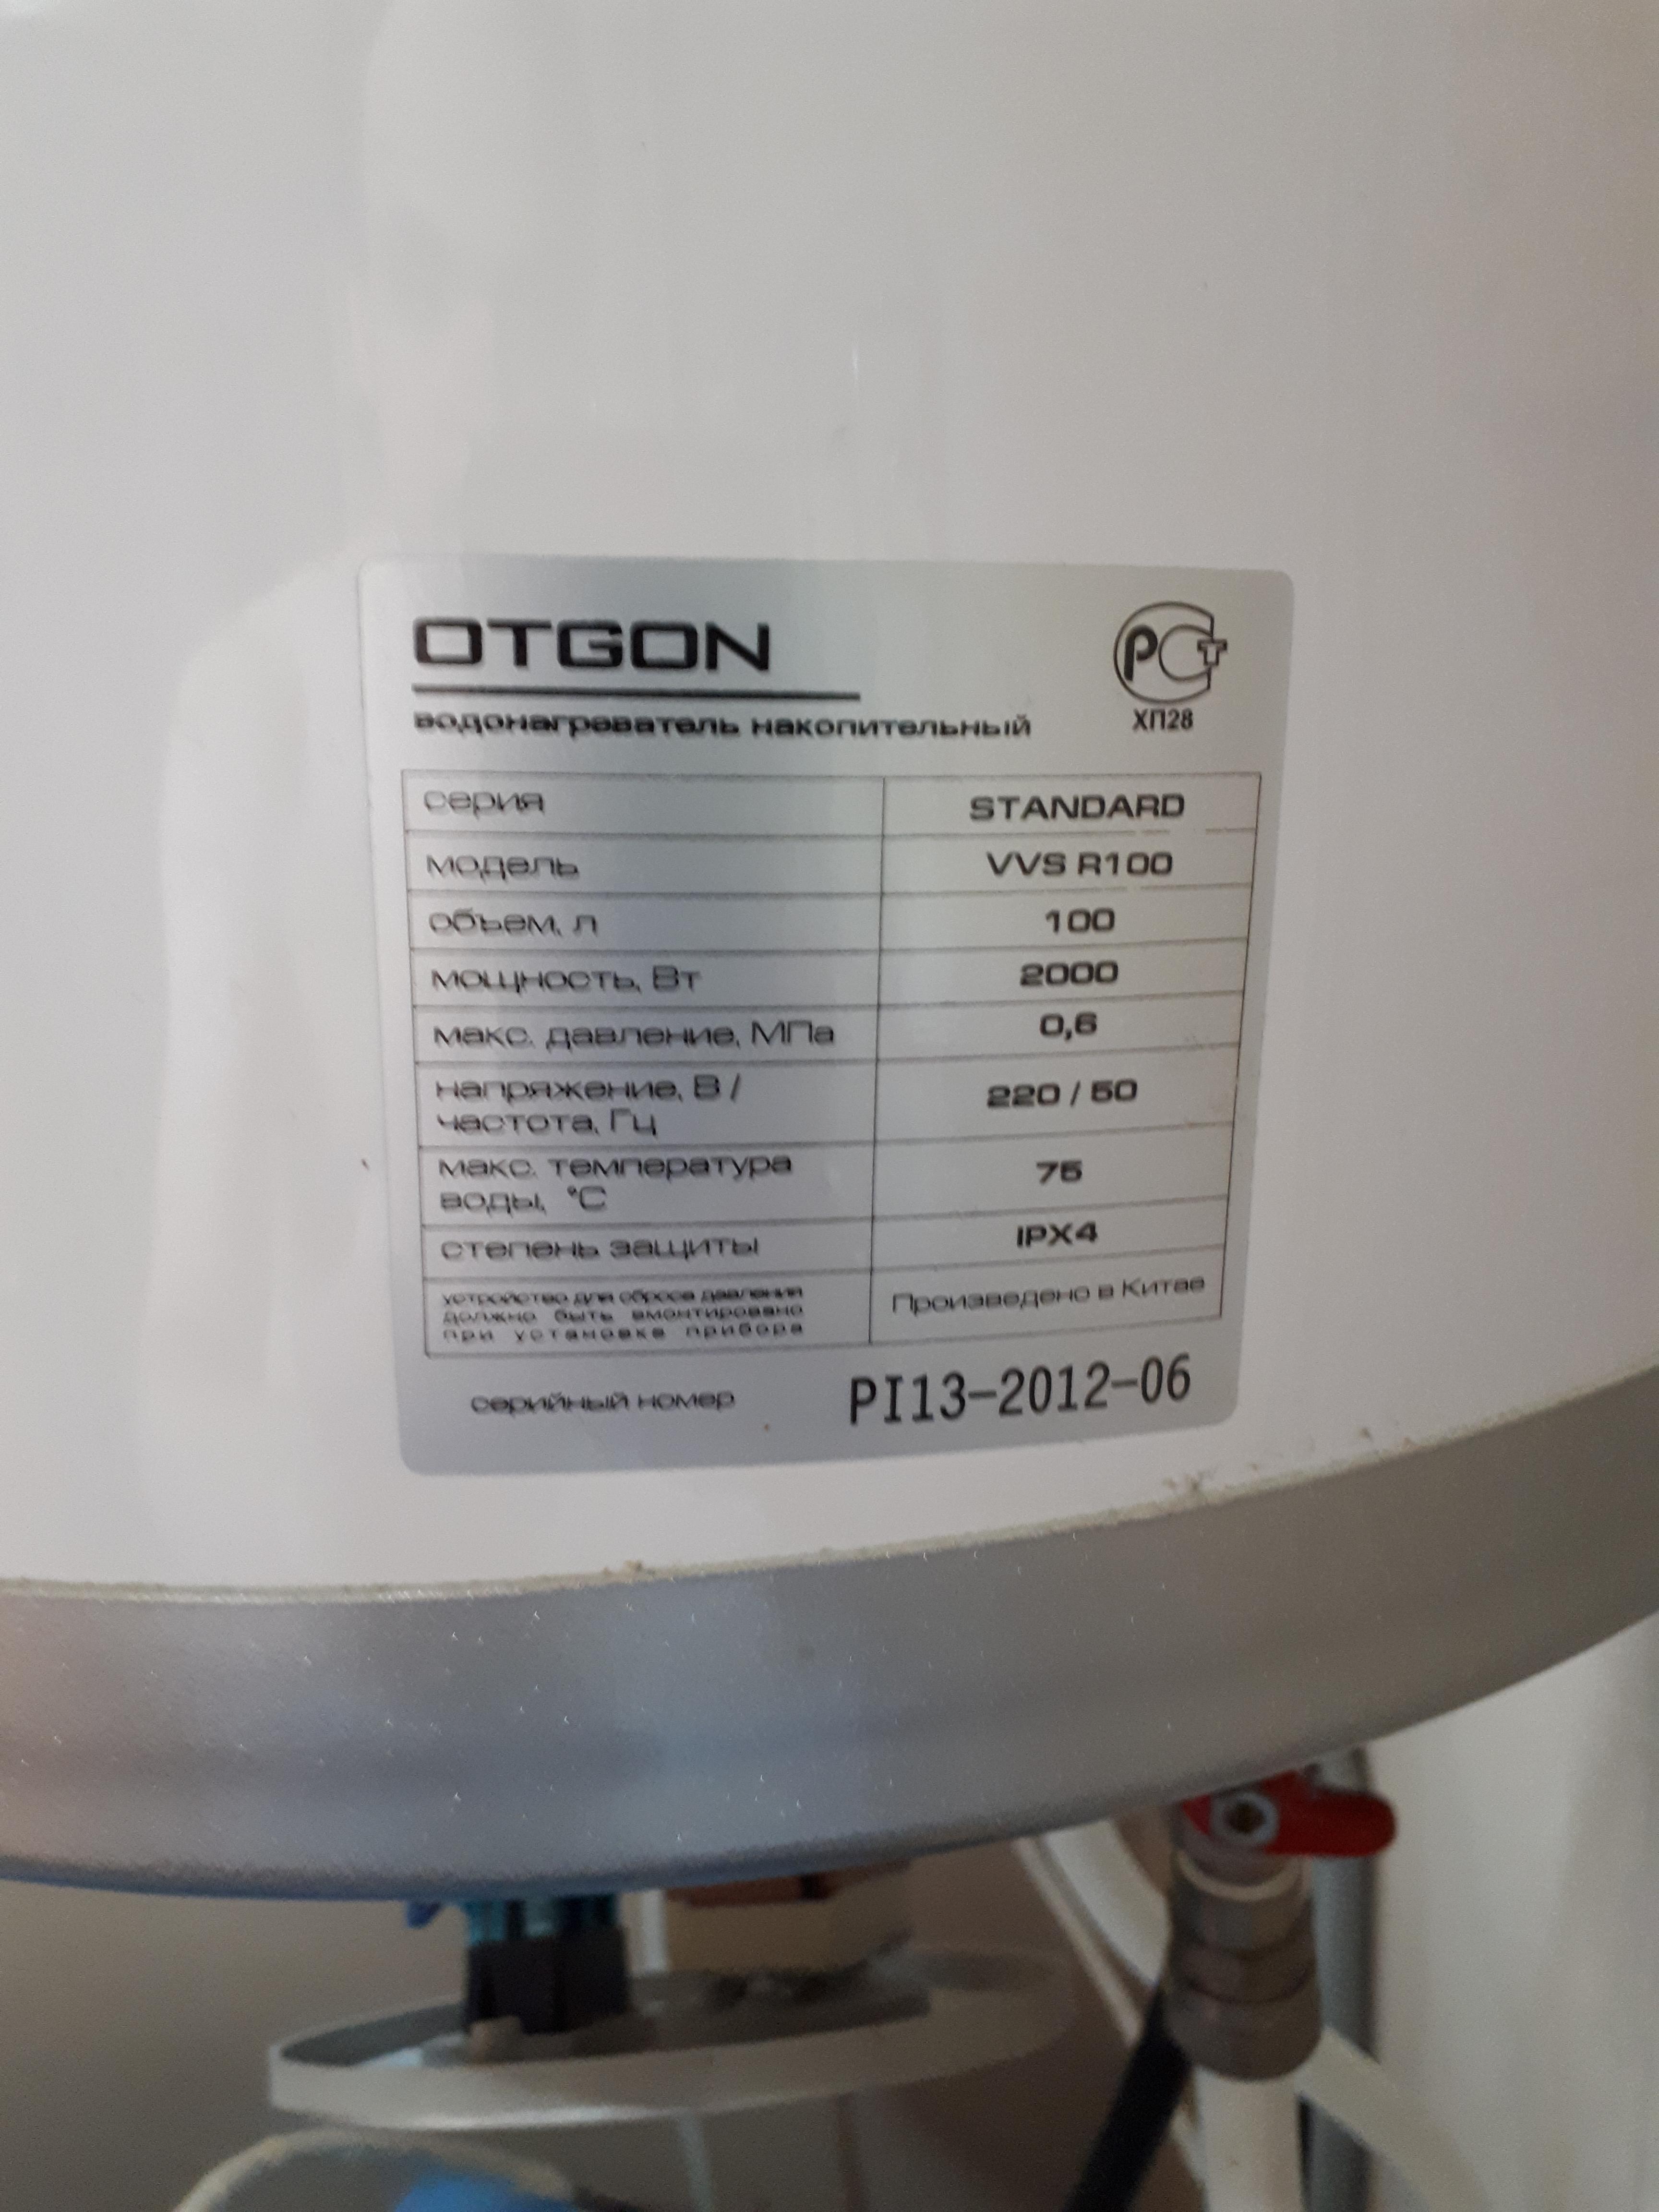 OTGON
водонагреватель накопительный
РСТ
ХП28
серия STANDARD
модель VVS R100
объем, л 100
мощность, Вт 2000
макс. давление, МПа 0,6
напряжение, В /
частота, Гц 220 / 50
макс. температура
воды, °С 75
степень защиты IPX4
устройство для сброса давления
должно быть вмонтировано
при установке прибора
Произведено в Китае
серийный номер PI13-2012-06